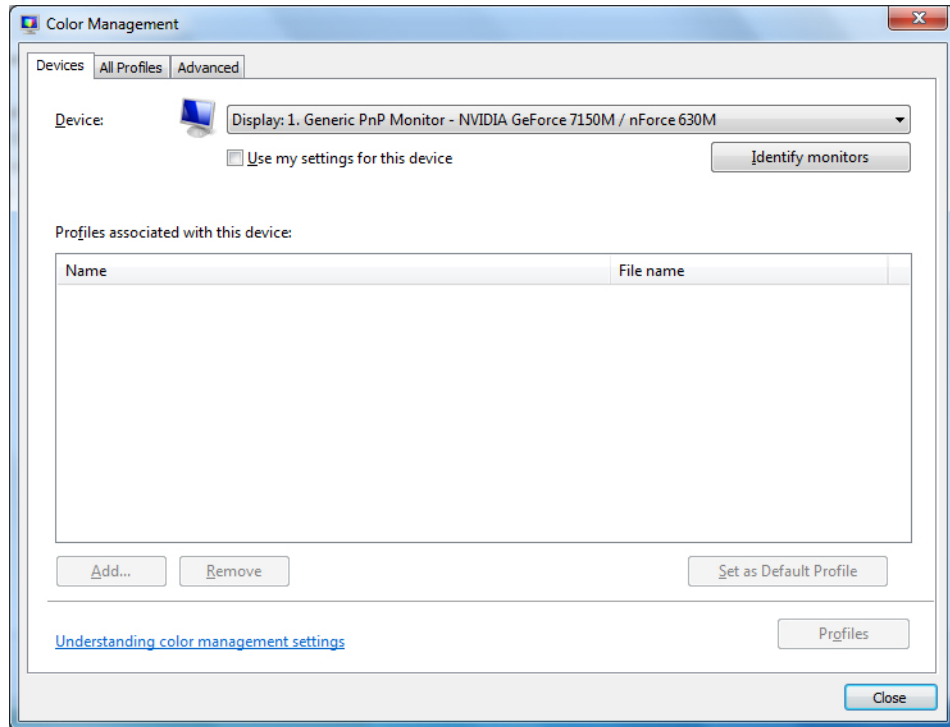 Color Management
Devices All Profiles Advanced
Device: Display: 1. Generic PnP Monitor - NVIDIA GeForce 7150M / nForce 630M
Use my settings for this device Identify monitors
Profiles associated with this device:
Name File name
Add... Remove Set as Default Profile
Understanding color management settings Profiles
Close